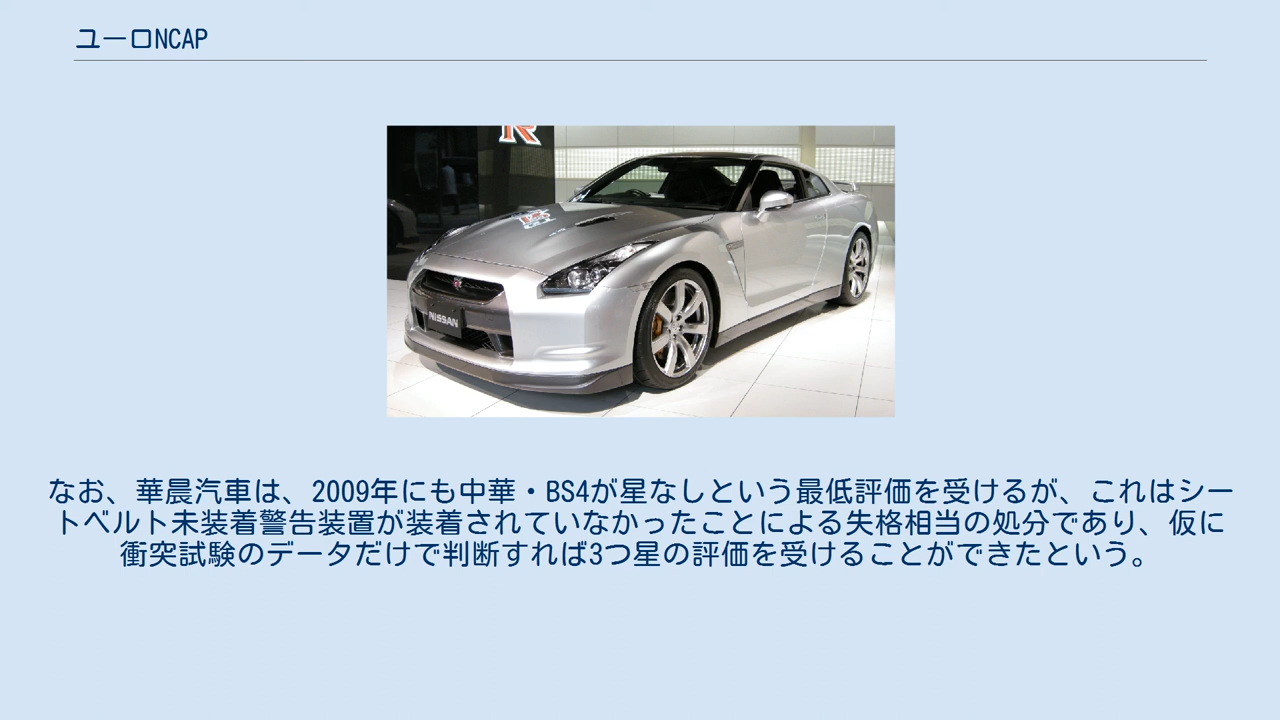 ユーロNCAP
R
NISSAN
なお、華晨汽車は、2009年にも中華・BS4が星なしという最低評価を受けるが、これはシー
トベルト未装着警告装置が装着されていなかったことによる失格相当の処分であり、仮に
衝突試験のデータだけで判断すれば3つ星の評価を受けることができたという。